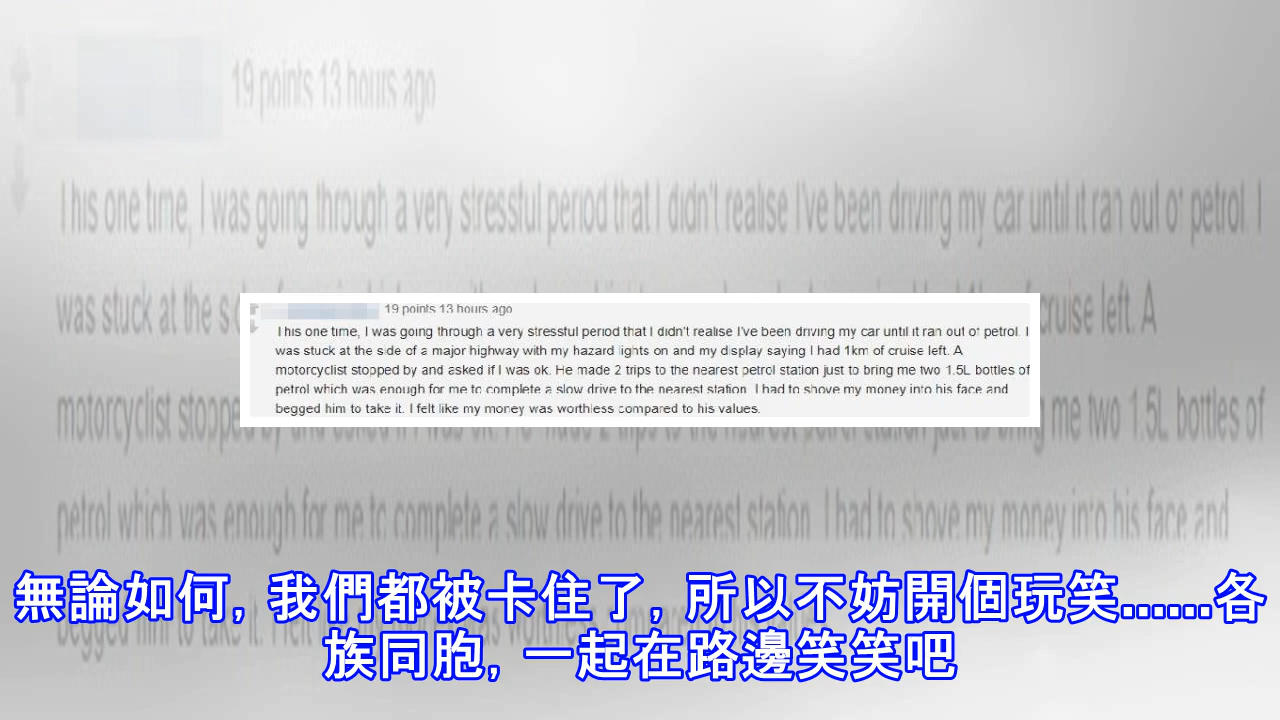 19 points 13 hours ago
This one time, I was going through a very stressful period that I didn't realise I've been driving my car until it ran out of petrol. I
was stuck at the side of a major highway with my hazard lights on and my display saying I had 1km of cruise left. A
motorcyclist stopped by and asked if I was ok. He made 2 trips to the nearest petrol station just to bring me two 1.5L bottles of
petrol which was enough for me to complete a slow drive to the nearest station. I had to shove my money into his face and
begged him to take it. I felt like my money was worthless compared to his values.
無論如何, 我們都被卡住了, 所以不妨開個玩笑......各
族同胞, 一起在路邊笑笑吧